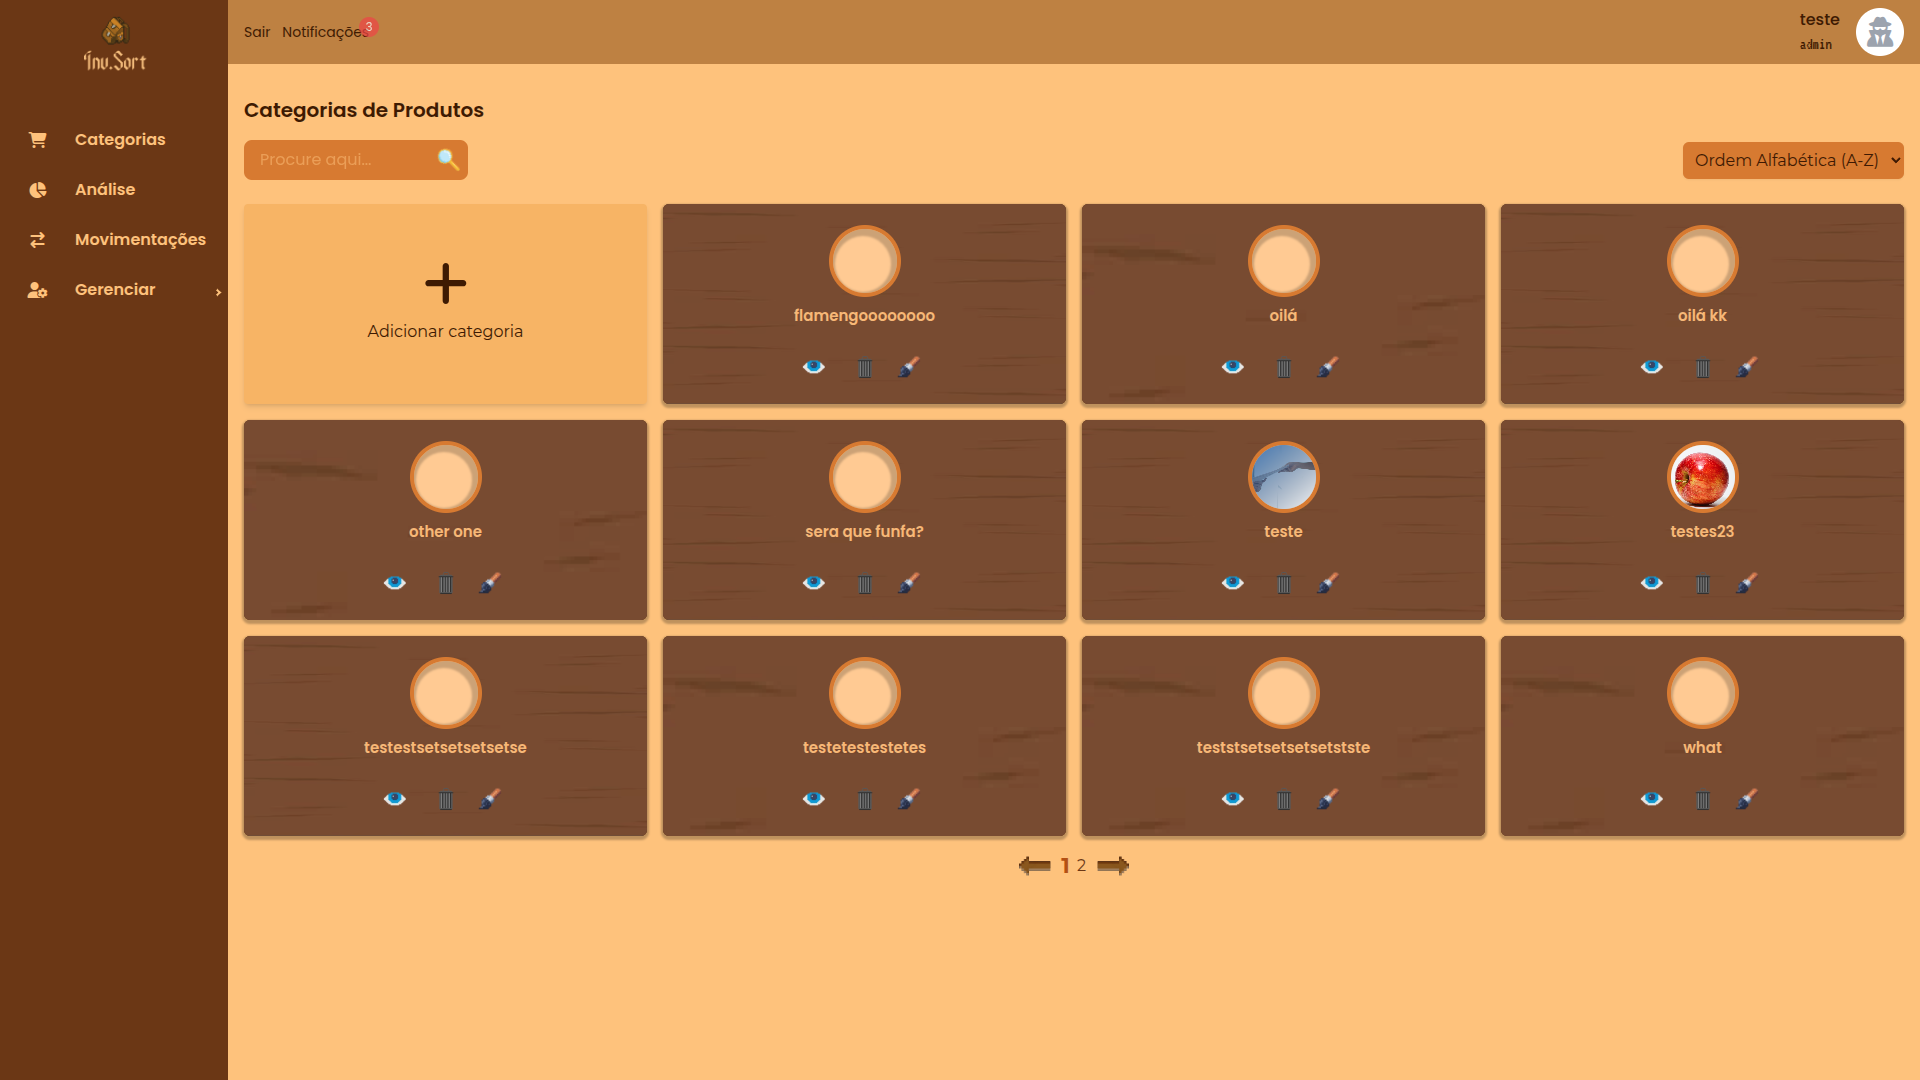 Inv.Sort
Categorias
Análise
Movimentações
Gerenciar
Sair
Notificações
3
teste
admin
Categorias de Produtos
Procure aqui...
Ordem Alfabética (A-Z)
Adicionar categoria
flamengoooooooo
oilá
oilá kk
other one
sera que funfa?
teste
testes23
testestsetsetsetsetse
testetestestetes
teststsetsetsetsetstste
what
1 2